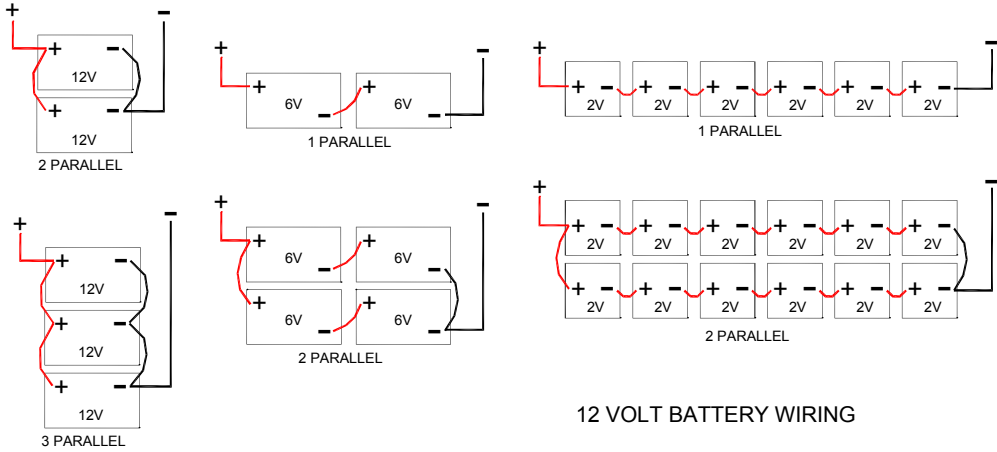 + -
+ -
12V
+ -
12V
2 PARALLEL
+ -
+ +
6V 6V
- -
1 PARALLEL
+ -
+ - + - + - + - + - + -
2V 2V 2V 2V 2V 2V
1 PARALLEL
+ -
+ -
12V
+ -
12V
+ -
12V
3 PARALLEL
+ -
+ +
6V 6V
- -
+ +
6V 6V
- -
2 PARALLEL
+ -
+ - + - + - + - + - + -
2V 2V 2V 2V 2V 2V
+ - + - + - + - + - + -
2V 2V 2V 2V 2V 2V
2 PARALLEL
12 VOLT BATTERY WIRING